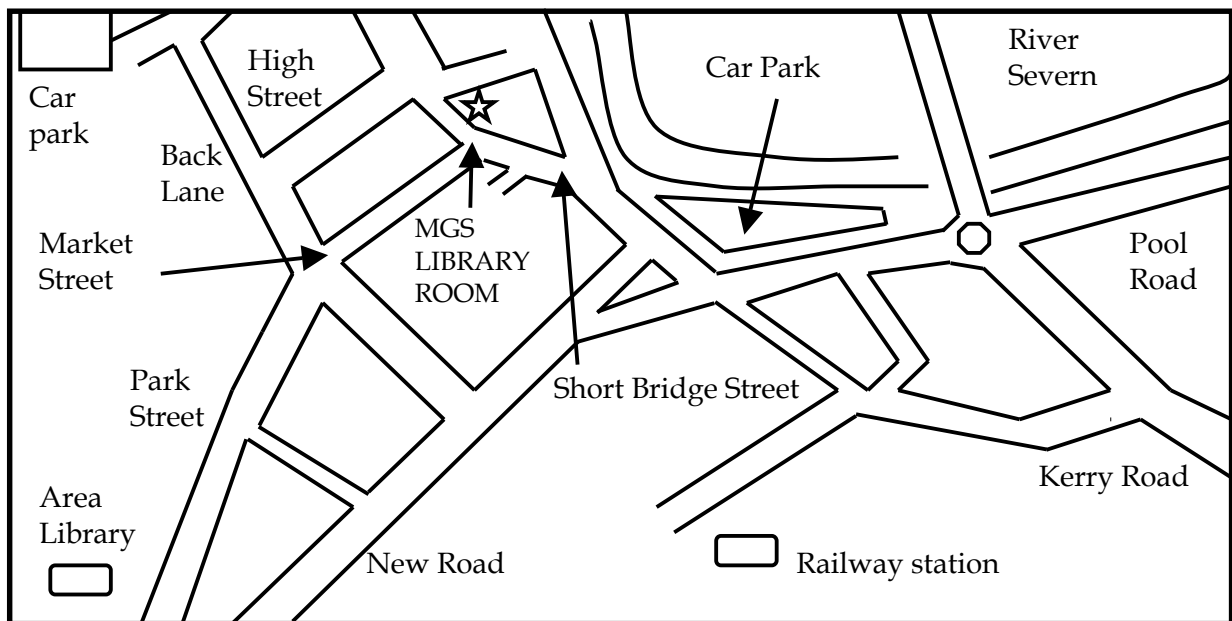 High
Street
Car Park
River
Severn
Car
park
Back
Lane
Market
Street
MGS
LIBRARY
ROOM
Pool
Road
Park
Street
Short Bridge Street
Kerry Road
Area
Library
New Road
Railway station